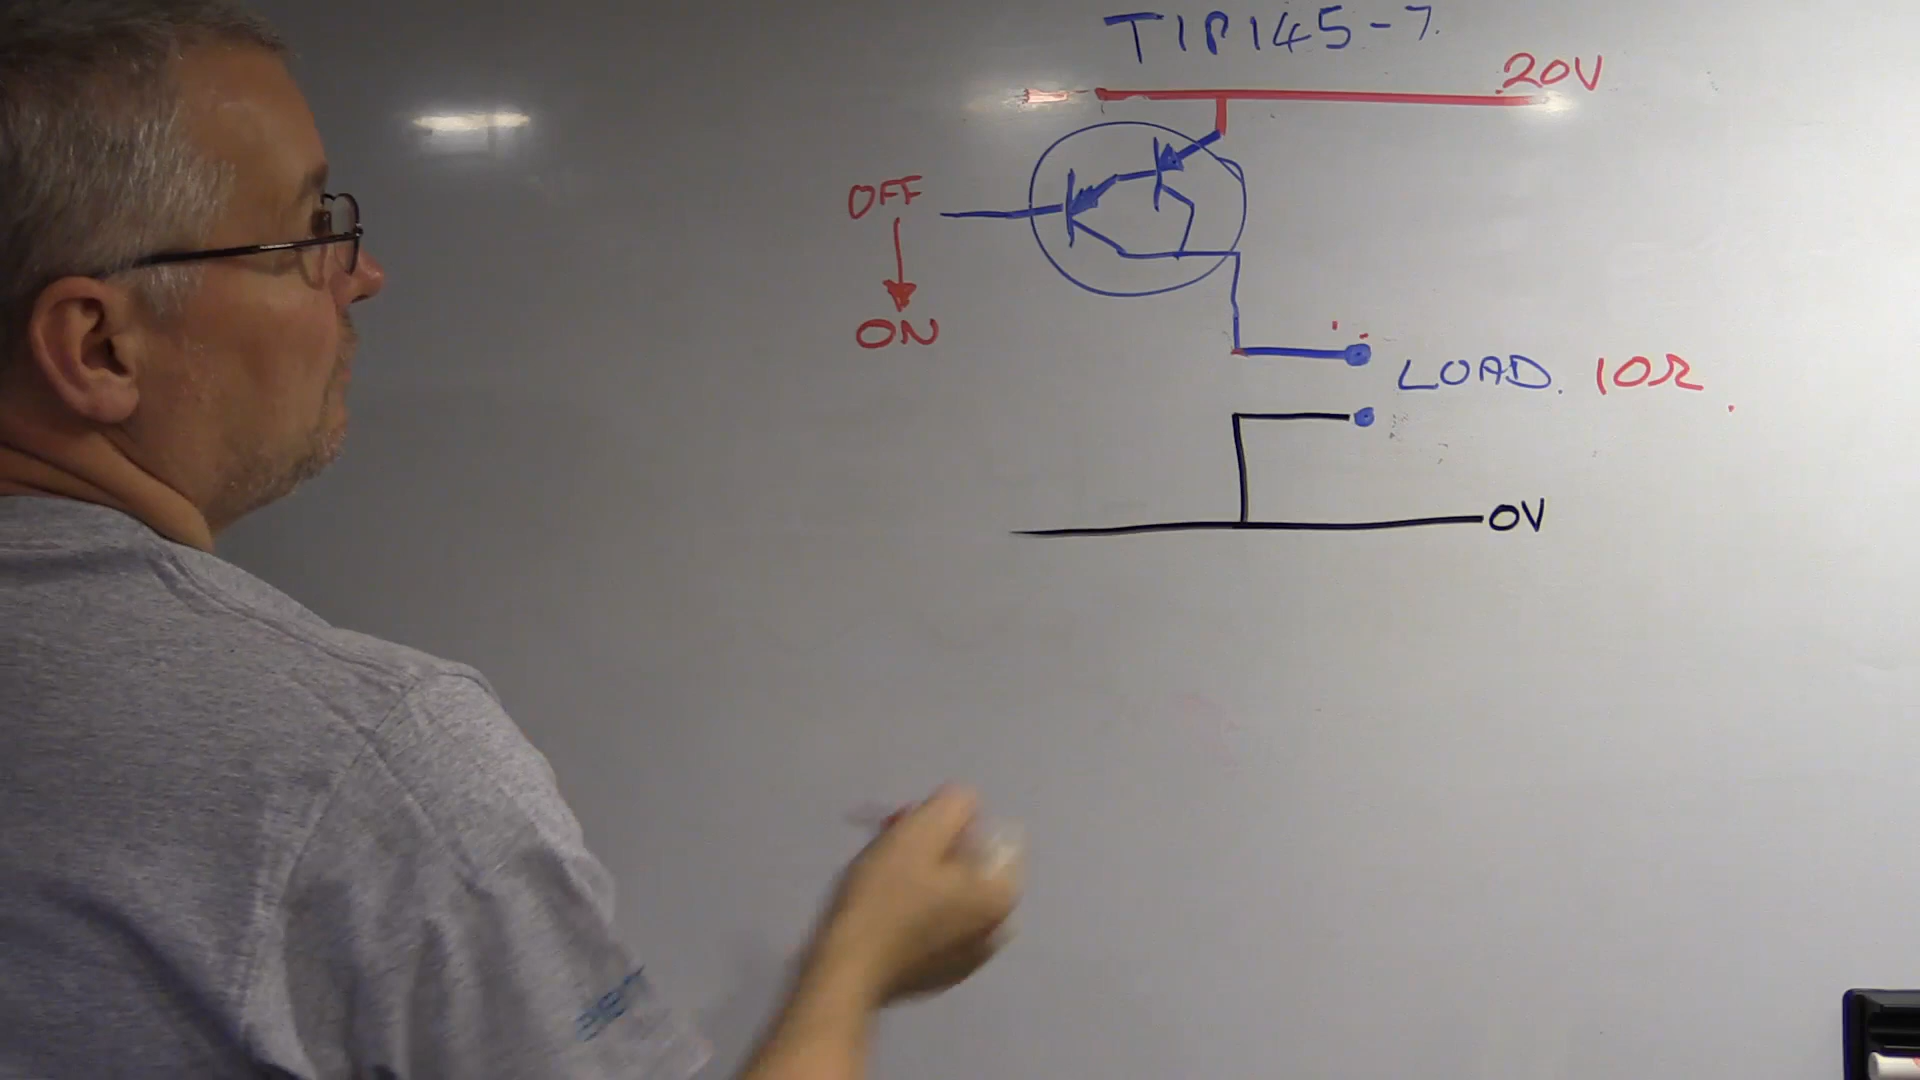 TIP145-7.
20V
OFF
ON
LOAD. 10Ω
0V